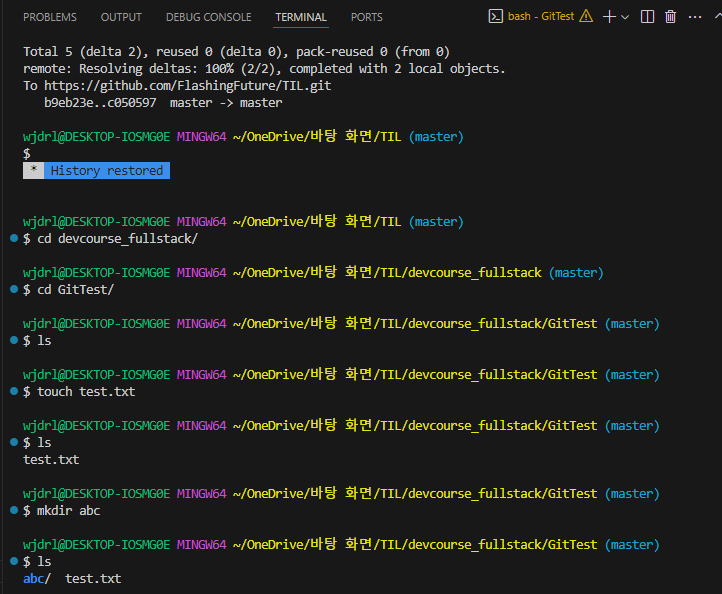 PROBLEMS OUTPUT DEBUG CONSOLE TERMINAL PORTS bash - GitTest
Total 5 (delta 2), reused 0 (delta 0), pack-reused 0 (from 0)
remote: Resolving deltas: 100% (2/2), completed with 2 local objects.
To https://github.com/FlashingFuture/TIL.git
b9eb23e..c050597 master -> master
wjdrl@DESKTOP-IOSMG0E MINGW64 ~/OneDrive/바탕 화면/TIL (master)
$
* History restored
wjdrl@DESKTOP-IOSMG0E MINGW64 ~/OneDrive/바탕 화면/TIL (master)
$ cd devcourse_fullstack/
wjdrl@DESKTOP-IOSMG0E MINGW64 ~/OneDrive/바탕 화면/TIL/devcourse_fullstack (master)
$ cd GitTest/
wjdrl@DESKTOP-IOSMG0E MINGW64 ~/OneDrive/바탕 화면/TIL/devcourse_fullstack/GitTest (master)
$ ls
wjdrl@DESKTOP-IOSMG0E MINGW64 ~/OneDrive/바탕 화면/TIL/devcourse_fullstack/GitTest (master)
$ touch test.txt
wjdrl@DESKTOP-IOSMG0E MINGW64 ~/OneDrive/바탕 화면/TIL/devcourse_fullstack/GitTest (master)
$ ls
test.txt
wjdrl@DESKTOP-IOSMG0E MINGW64 ~/OneDrive/바탕 화면/TIL/devcourse_fullstack/GitTest (master)
$ mkdir abc
wjdrl@DESKTOP-IOSMG0E MINGW64 ~/OneDrive/바탕 화면/TIL/devcourse_fullstack/GitTest (master)
$ ls
abc/ test.txt